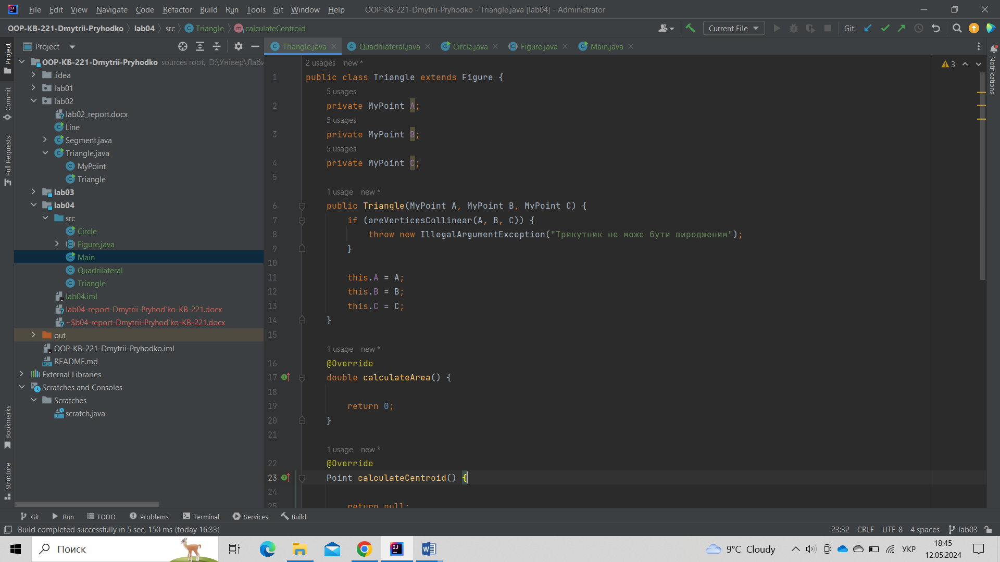 File Edit View Navigate Code Refactor Build Run Tools Git Window Help OOP-KB-221-Dmytrii-Pryhodko - Triangle.java [lab04] - Administrator
OOP-KB-221-Dmytrii-Pryhodko lab04 src Triangle calculateCentroid Current File Git:
Project
Triangle.java Quadrilateral.java Circle.java Figure.java Main.java
OOP-KB-221-Dmytrii-Pryhodko sources root, D:\Універ\Лаби
.idea
lab01
lab02
lab02_report.docx
Line
Segment.java
Triangle.java
MyPoint
Triangle
lab03
lab04
src
Circle
Figure.java
Main
Quadrilateral
Triangle
lab04.iml
lab04-report-Dmytrii-Pryhod`ko-KB-221.docx
~$b04-report-Dmytrii-Pryhod`ko-KB-221.docx
out
OOP-KB-221-Dmytrii-Pryhodko.iml
README.md
External Libraries
Scratches and Consoles
Scratches
scratch.java
Project
Commit
Pull Requests
Bookmarks
Structure
2 usages new *
1 public class Triangle extends Figure {
5 usages
2 private MyPoint A;
5 usages
3 private MyPoint B;
5 usages
4 private MyPoint C;
5
1 usage new *
6 public Triangle(MyPoint A, MyPoint B, MyPoint C) {
7 if (areVerticesCollinear(A, B, C)) {
8 throw new IllegalArgumentException("Трикутник не може бути виродженим");
9 }
10
11 this.A = A;
12 this.B = B;
13 this.C = C;
14 }
15
1 usage new *
16 @Override
17 double calculateArea() {
18
19 return 0;
20 }
21
1 usage new *
22 @Override
23 Point calculateCentroid() {
24
25 return null;
3
Notifications
Git Run TODO Problems Terminal Services Build
Build completed successfully in 5 sec, 150 ms (today 16:33) 23:32 CRLF UTF-8 4 spaces lab03
Поиск 9°C Cloudy УКР 18:45
12.05.2024